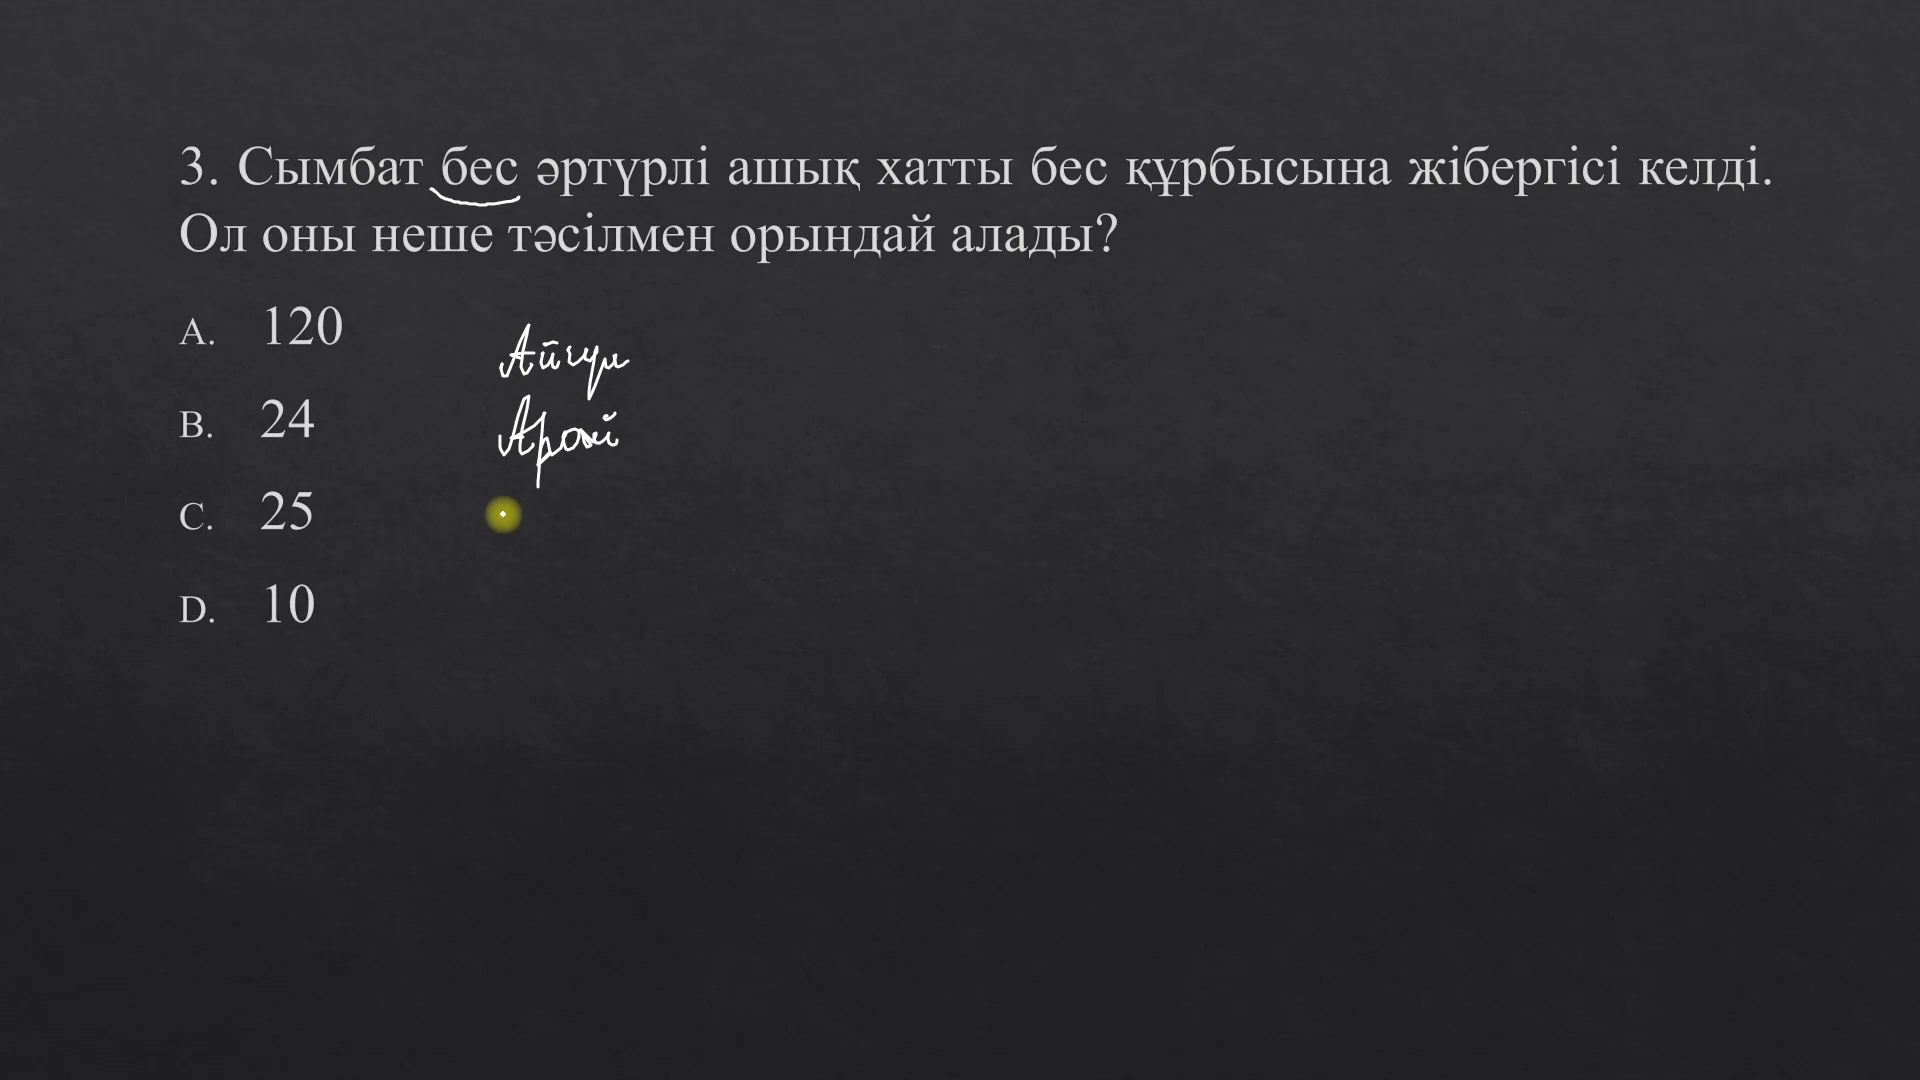 3. Сымбат бес әртүрлі ашық хатты бес құрбысына жібергісі келді.
Ол оны неше тәсілмен орындай алады?
A. 120
B. 24
C. 25
D. 10
Айгул
Арай